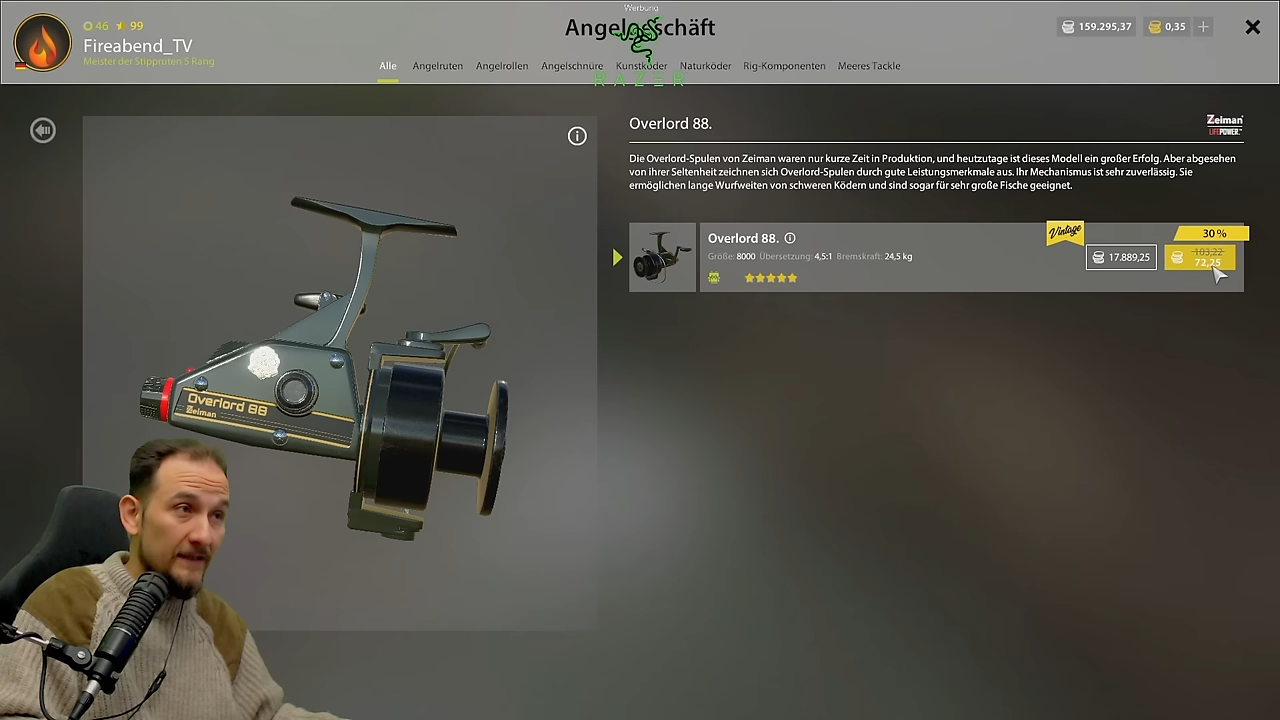 Werbung
46 99
Fireabend_TV
Meister der Stippruten 5 Rang
Angelgeschäft
RAZER
159.295,37
0,35 +
Alle Angelruten Angelrollen Angelschnüre Kunstköder Naturköder Rig-Komponenten Meeres Tackle
Overlord 88.
Zeiman
LIFEPOWER
Die Overlord-Spulen von Zeiman waren nur kurze Zeit in Produktion, und heutzutage ist dieses Modell ein großer Erfolg. Aber abgesehen
von ihrer Seltenheit zeichnen sich Overlord-Spulen durch gute Leistungsmerkmale aus. Ihr Mechanismus ist sehr zuverlässig. Sie
ermöglichen lange Wurfweiten von schweren Ködern und sind sogar für sehr große Fische geeignet.
Overlord 88.
Größe: 8000 Übersetzung: 4,5:1 Bremskraft: 24,5 kg
Vintage
30 %
17.889,25
103,22
72,25
Overlord 88
Zeiman